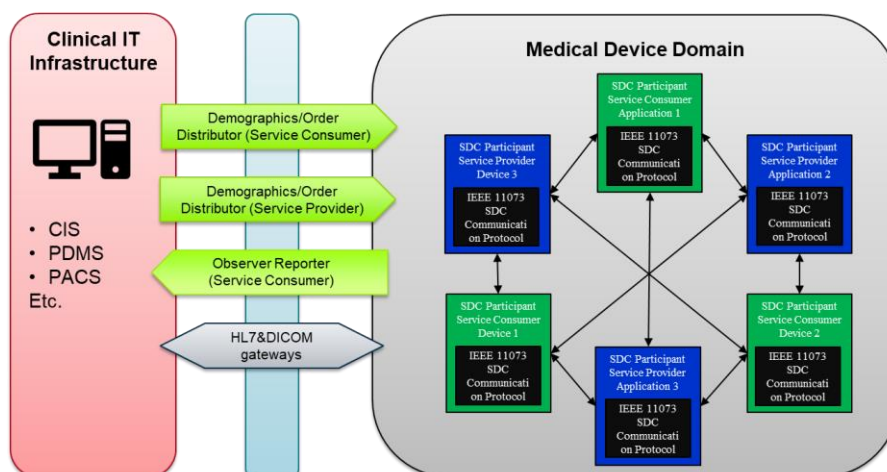 Clinical IT
Infrastructure
• CIS
• PDMS
• PACS
Etc.
Demographics/Order
Distributor (Service Consumer)
Demographics/Order
Distributor (Service Provider)
Observer Reporter
(Service Consumer)
HL7&DICOM
gateways
Medical Device Domain
SDC Participant
Service Consumer
Application 1
IEEE 11073
SDC
Communicati
on Protocol
SDC Participant
Service Provider
Device 3
IEEE 11073
SDC
Communicati
on Protocol
SDC Participant
Service Provider
Application 2
IEEE 11073
SDC
Communicati
on Protocol
SDC Participant
Service Consumer
Device 1
IEEE 11073
SDC
Communicati
on Protocol
SDC Participant
Service Provider
Application 3
IEEE 11073
SDC
Communicati
on Protocol
SDC Participant
Service Consumer
Device 2
IEEE 11073
SDC
Communicati
on Protocol